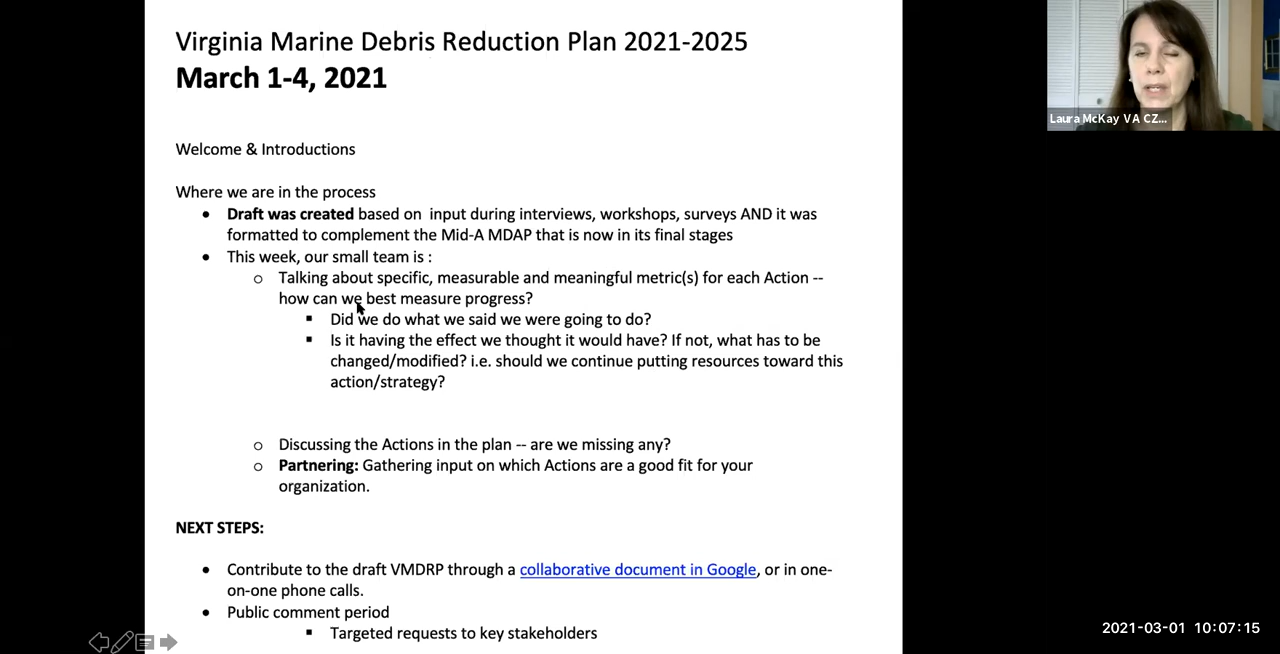 Virginia Marine Debris Reduction Plan 2021-2025
March 1-4, 2021
Laura McKay VA CZ...
Welcome & Introductions
Where we are in the process
• Draft was created based on input during interviews, workshops, surveys AND it was
formatted to complement the Mid-A MDAP that is now in its final stages
• This week, our small team is :
o Talking about specific, measurable and meaningful metric(s) for each Action --
how can we best measure progress?
▪ Did we do what we said we were going to do?
▪ Is it having the effect we thought it would have? If not, what has to be
changed/modified? i.e. should we continue putting resources toward this
action/strategy?
o Discussing the Actions in the plan -- are we missing any?
o Partnering: Gathering input on which Actions are a good fit for your
organization.
NEXT STEPS:
• Contribute to the draft VMDRP through a collaborative document in Google, or in one-
on-one phone calls.
• Public comment period
▪ Targeted requests to key stakeholders
2021-03-01 10:07:15